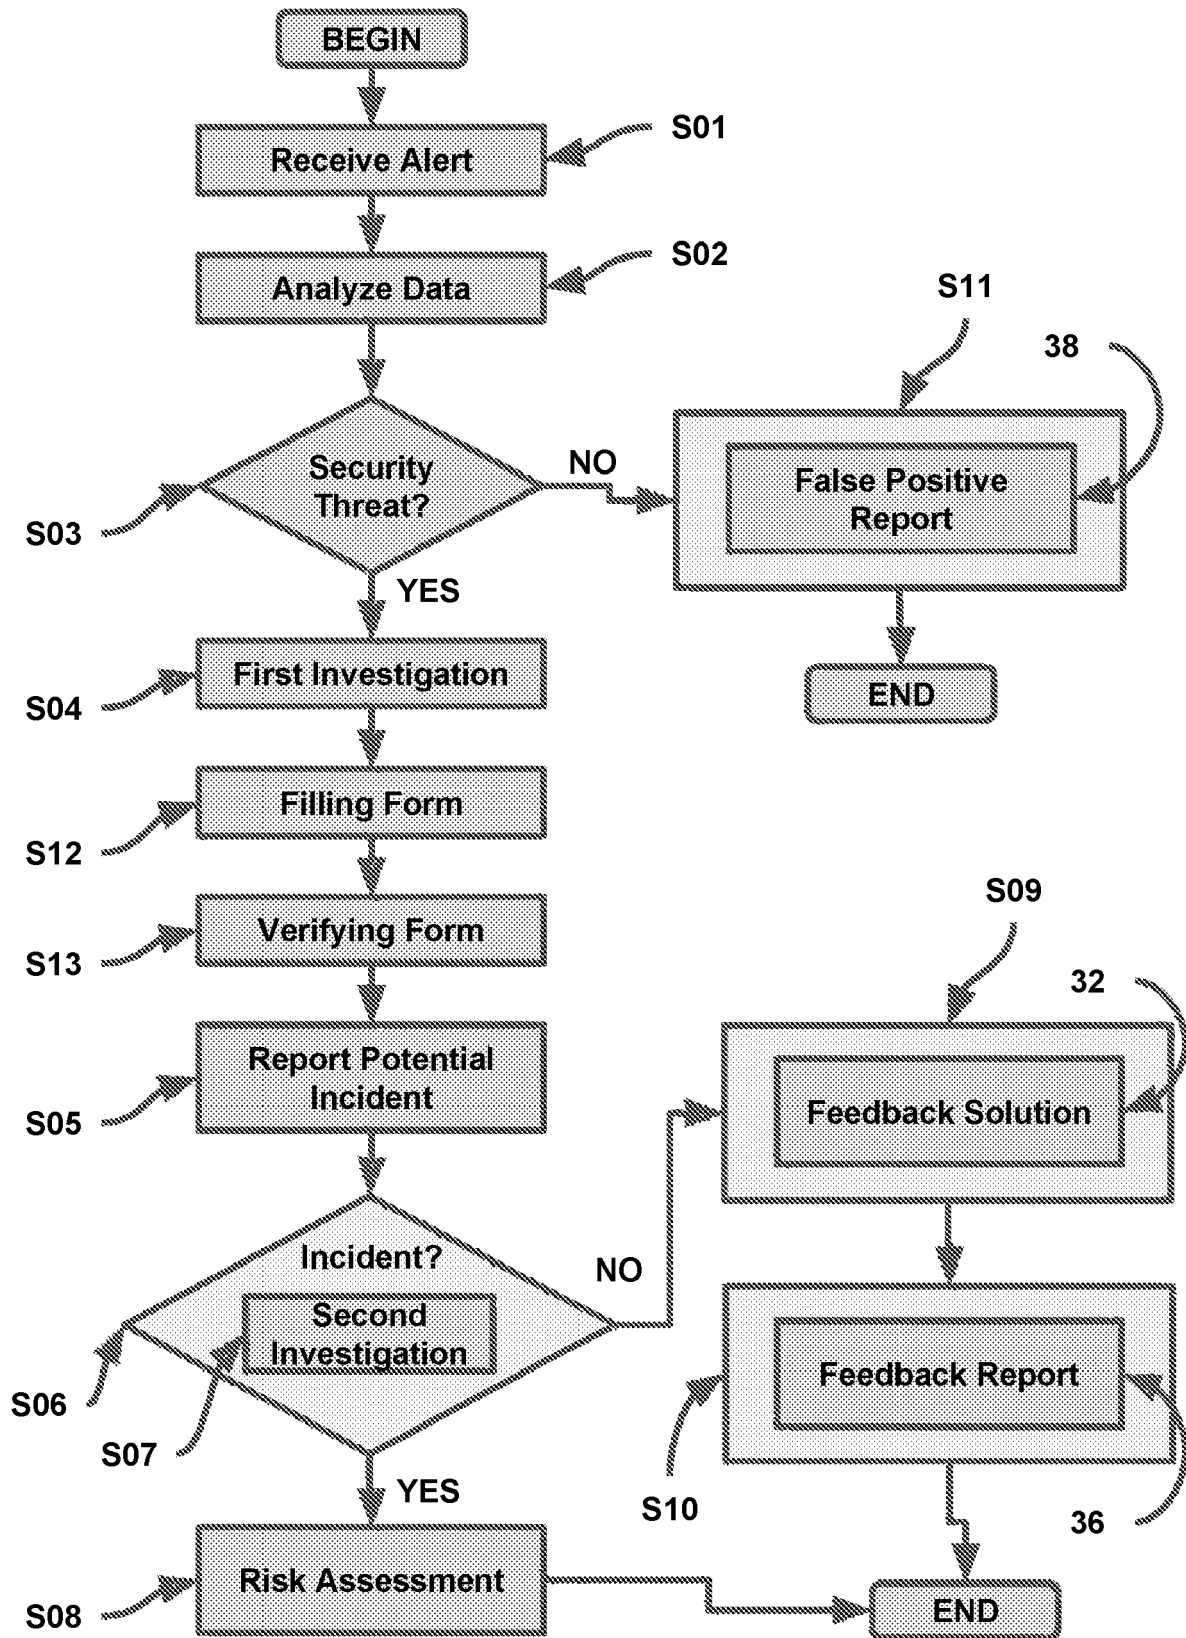 BEGIN
Receive Alert
S01
Analyze Data
S02
S11
38
Security
Threat?
NO
False Positive
Report
S03
YES
First Investigation
S04
END
Filling Form
S12
Verifying Form
S13
S09
32
Report Potential
Incident
S05
Feedback Solution
Incident?
NO
Second
Investigation
S06
S07
Feedback Report
YES
S10
36
Risk Assessment
S08
END